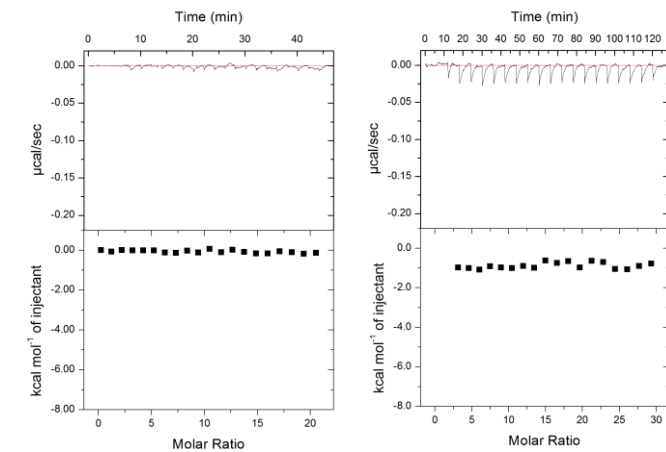 Time (min)
0 10 20 30 40
0.00
-0.05
-0.10
-0.15
-0.20
µcal/sec
0.00
-2.00
-4.00
-6.00
-8.00
kcal mol⁻¹ of injectant
0 5 10 15 20
Molar Ratio
Time (min)
0 10 20 30 40 50 60 70 80 90 100 110 120
0.00
-0.05
-0.10
-0.15
-0.20
µcal/sec
0.0
-2.0
-4.0
-6.0
-8.0
kcal mol⁻¹ of injectant
0 5 10 15 20 25 30
Molar Ratio